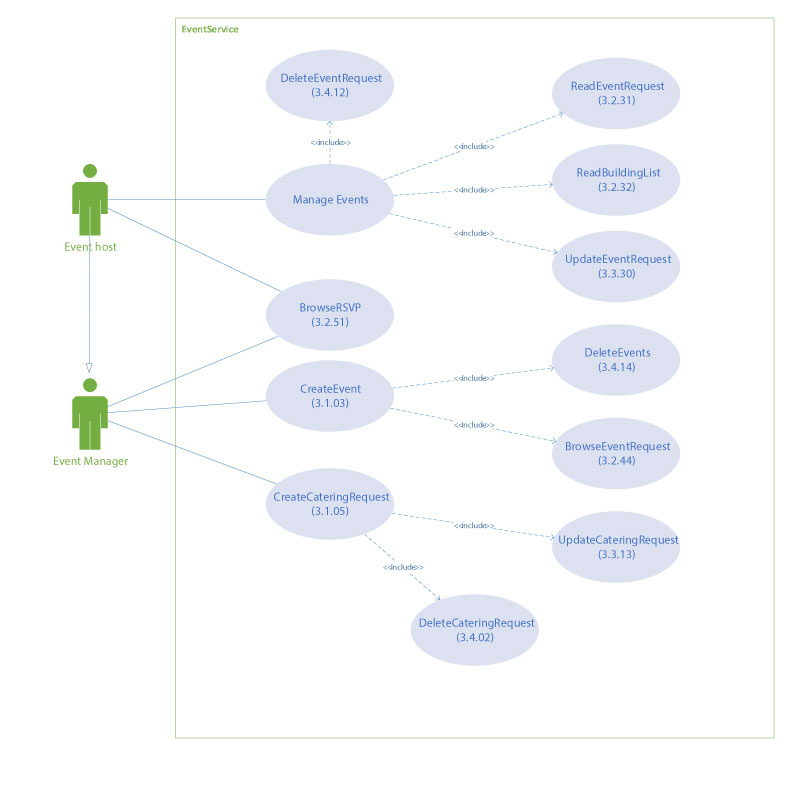 EventService
DeleteEventRequest
(3.4.12)
ReadEventRequest
(3.2.31)
<<include>>
<<include>>
ReadBuildingList
(3.2.32)
<<include>>
Manage Events
<<include>>
Event host
UpdateEventRequest
(3.3.30)
BrowseRSVP
(3.2.51)
DeleteEvents
(3.4.14)
<<include>>
CreateEvent
(3.1.03)
<<include>>
BrowseEventRequest
(3.2.44)
Event Manager
CreateCateringRequest
(3.1.05)
<<include>>
UpdateCateringRequest
(3.3.13)
<<include>>
DeleteCateringRequest
(3.4.02)